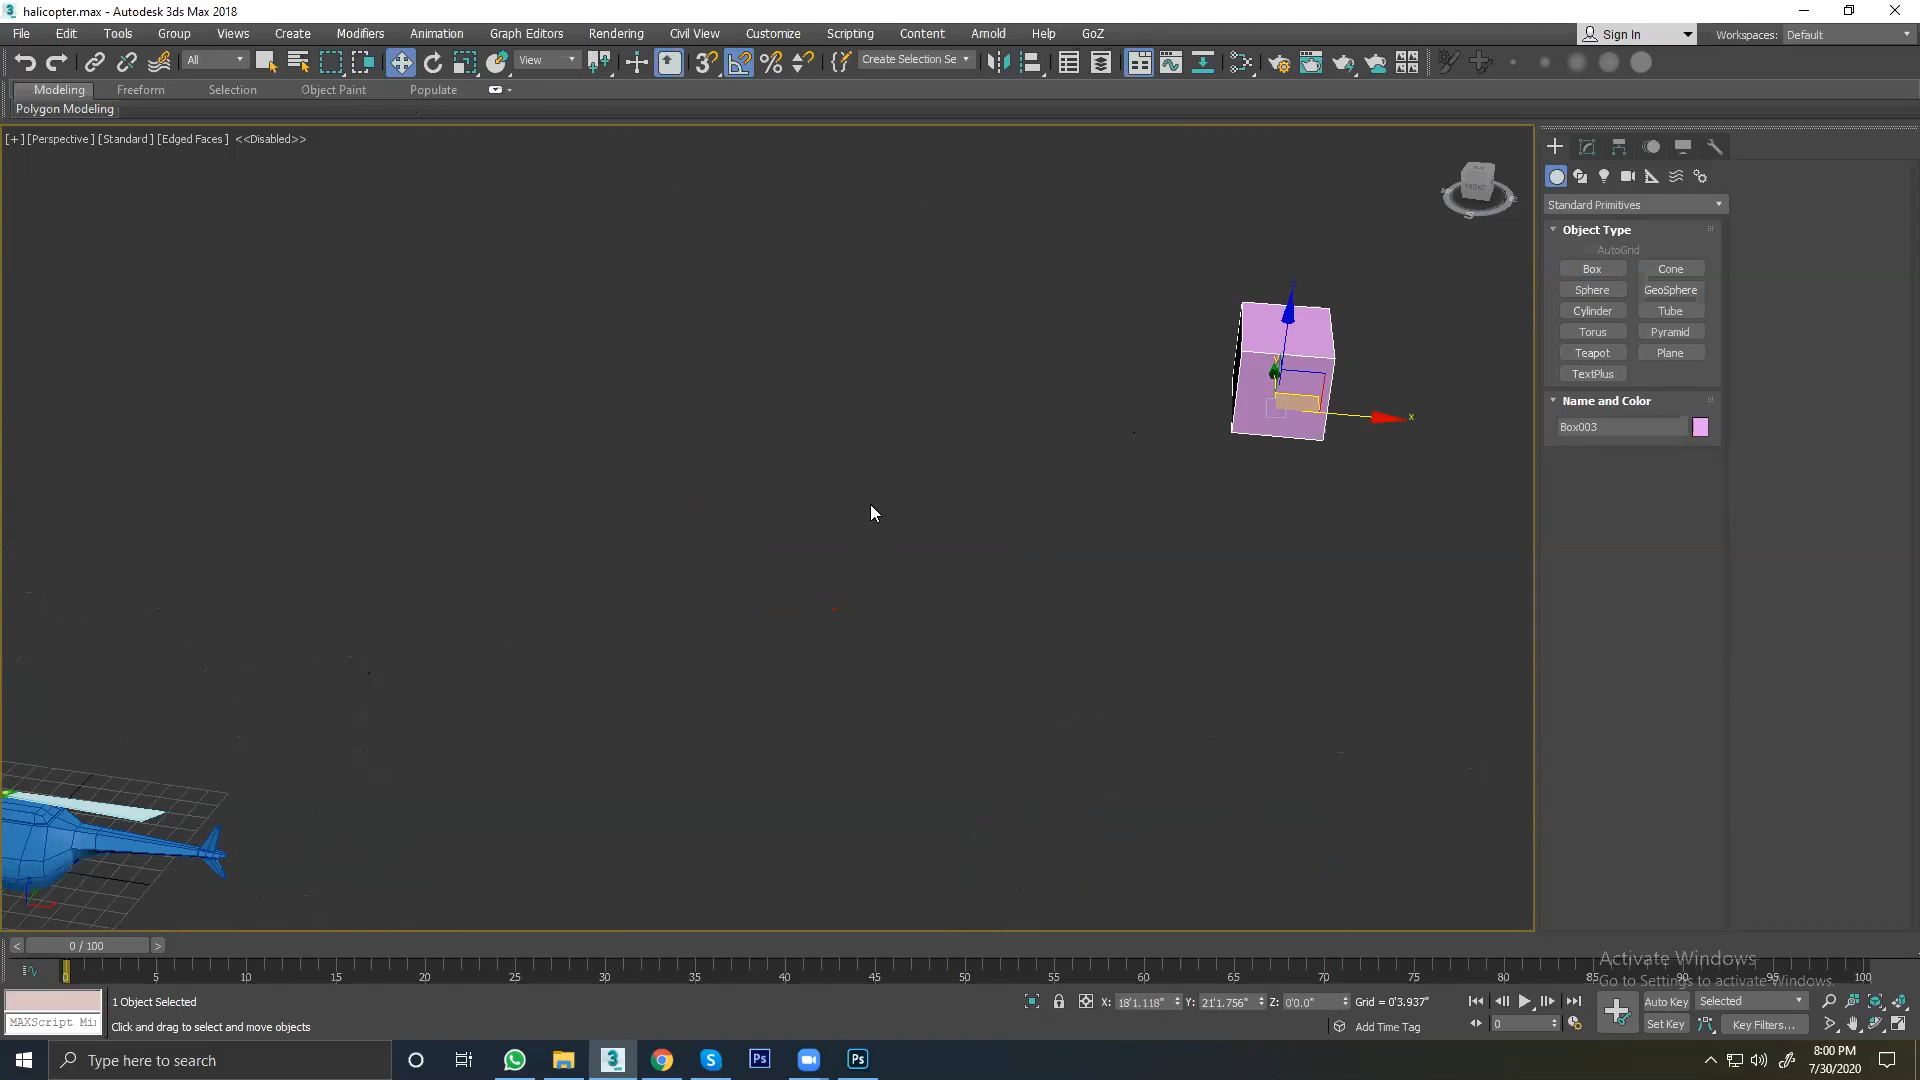 halicopter.max - Autodesk 3ds Max 2018
File Edit Tools Group Views Create Modifiers Animation Graph Editors Rendering Civil View Customize Scripting Content Arnold Help GoZ
Sign In Workspaces: Default
All View Create Selection Se
Modeling Freeform Selection Object Paint Populate
Polygon Modeling
[+] [Perspective] [Standard] [Edged Faces] <<Disabled>>
FRONT
S
Standard Primitives
Object Type
AutoGrid
Box Cone
Sphere GeoSphere
Cylinder Tube
Torus Pyramid
Teapot Plane
TextPlus
Name and Color
Box003
x
< 0 / 100 >
0 5 10 15 20 25 30 35 40 45 50 55 60 65 70 75 80 85 90 95 100
Activate Windows
Go to Settings to activate Windows.
1 Object Selected X: 18'1.118" Y: 21'1.756" Z: 0'0.0" Grid = 0'3.937" Auto Key Selected
MAXScript Mi Click and drag to select and move objects Add Time Tag 0 Set Key Key Filters...
Type here to search
8:00 PM
7/30/2020